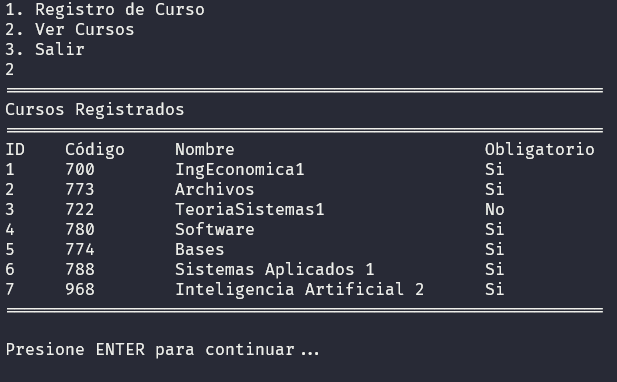 1. Registro de Curso
2. Ver Cursos
3. Salir
2
============================================================
Cursos Registrados
============================================================
ID    Código     Nombre                         Obligatorio
1     700        IngEconomica1                  Si
2     773        Archivos                       Si
3     722        TeoriaSistemas1                No
4     780        Software                       Si
5     774        Bases                          Si
6     788        Sistemas Aplicados 1           Si
7     968        Inteligencia Artificial 2      Si
============================================================
Presione ENTER para continuar...